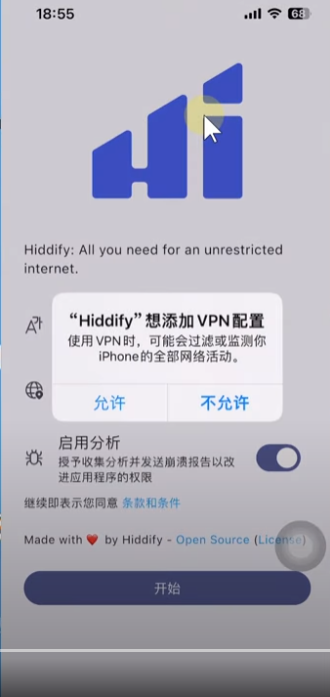 18:55
68
Hi
Hiddify: All you need for an unrestricted
internet.
“Hiddify”想添加 VPN 配置
使用 VPN 时，可能会过滤或监测你
iPhone的全部网络活动。
允许
不允许
启用分析
授予收集分析并发送崩溃报告以改
进应用程序的权限
继续即表示您同意 条款和条件
Made with ❤️ by Hiddify - Open Source (License)
开始